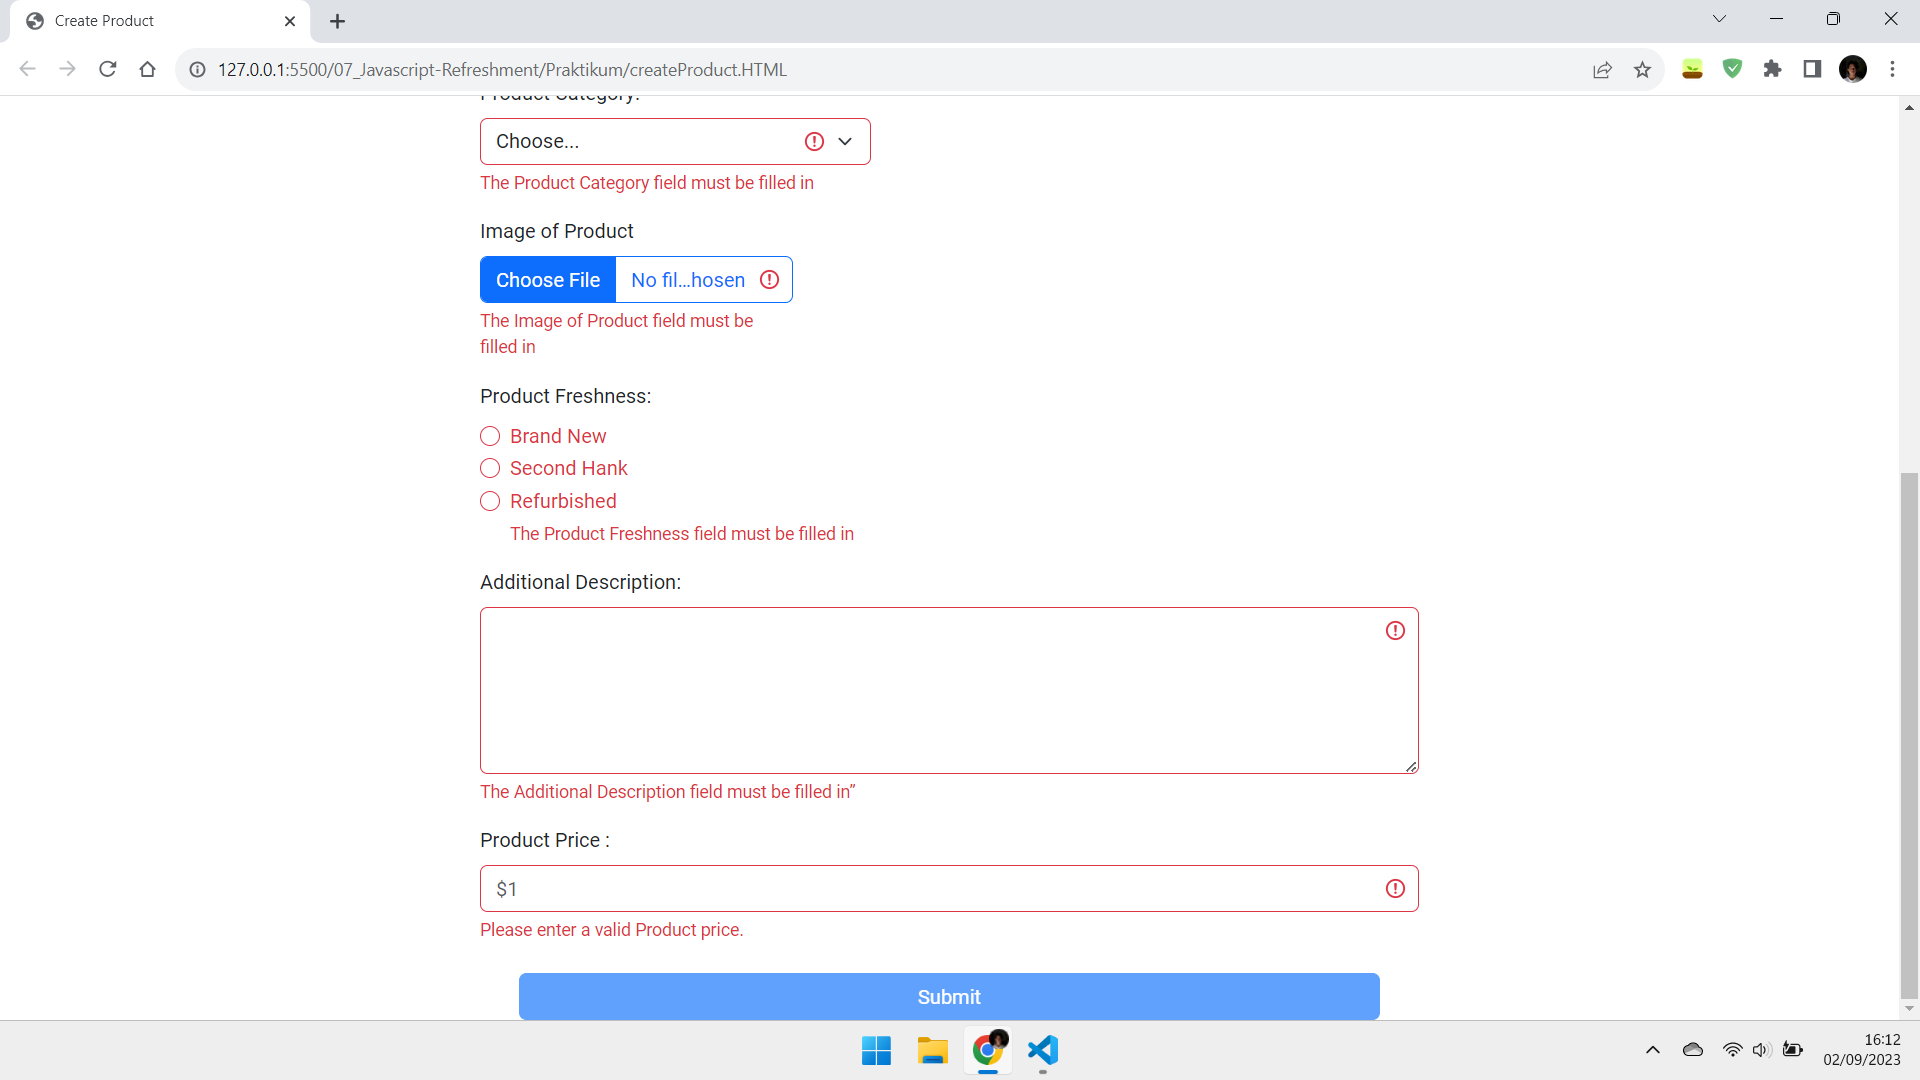 Create Product
127.0.0.1:5500/07_Javascript-Refreshment/Praktikum/createProduct.HTML
Product Category:
Choose...
The Product Category field must be filled in
Image of Product
Choose File No fil...hosen
The Image of Product field must be
filled in
Product Freshness:
Brand New
Second Hank
Refurbished
The Product Freshness field must be filled in
Additional Description:
The Additional Description field must be filled in”
Product Price :
$1
Please enter a valid Product price.
Submit
16:12
02/09/2023